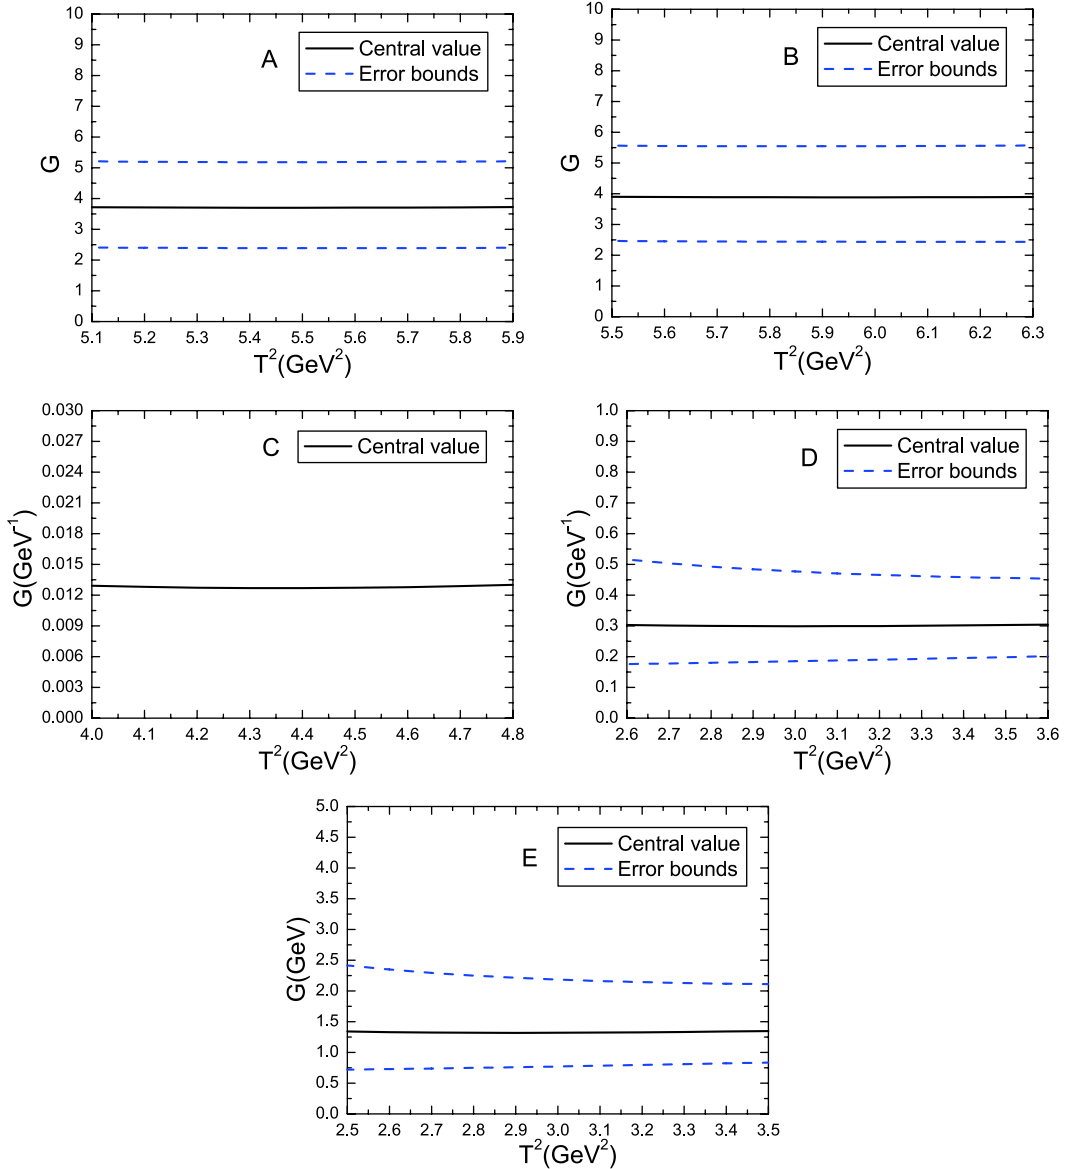 A
Central value
Error bounds
10
9
8
7
6
5
4
3
2
1
0
G
5.1 5.2 5.3 5.4 5.5 5.6 5.7 5.8 5.9
T²(GeV²)
B
Central value
Error bounds
10
9
8
7
6
5
4
3
2
1
0
G
5.5 5.6 5.7 5.8 5.9 6.0 6.1 6.2 6.3
T²(GeV²)
C
Central value
0.030
0.027
0.024
0.021
0.018
0.015
0.012
0.009
0.006
0.003
0.000
G(GeV⁻¹)
4.0 4.1 4.2 4.3 4.4 4.5 4.6 4.7 4.8
T²(GeV²)
D
Central value
Error bounds
1.0
0.9
0.8
0.7
0.6
0.5
0.4
0.3
0.2
0.1
0.0
G(GeV⁻¹)
2.6 2.7 2.8 2.9 3.0 3.1 3.2 3.3 3.4 3.5 3.6
T²(GeV²)
E
Central value
Error bounds
5.0
4.5
4.0
3.5
3.0
2.5
2.0
1.5
1.0
0.5
0.0
G(GeV)
2.5 2.6 2.7 2.8 2.9 3.0 3.1 3.2 3.3 3.4 3.5
T²(GeV²)